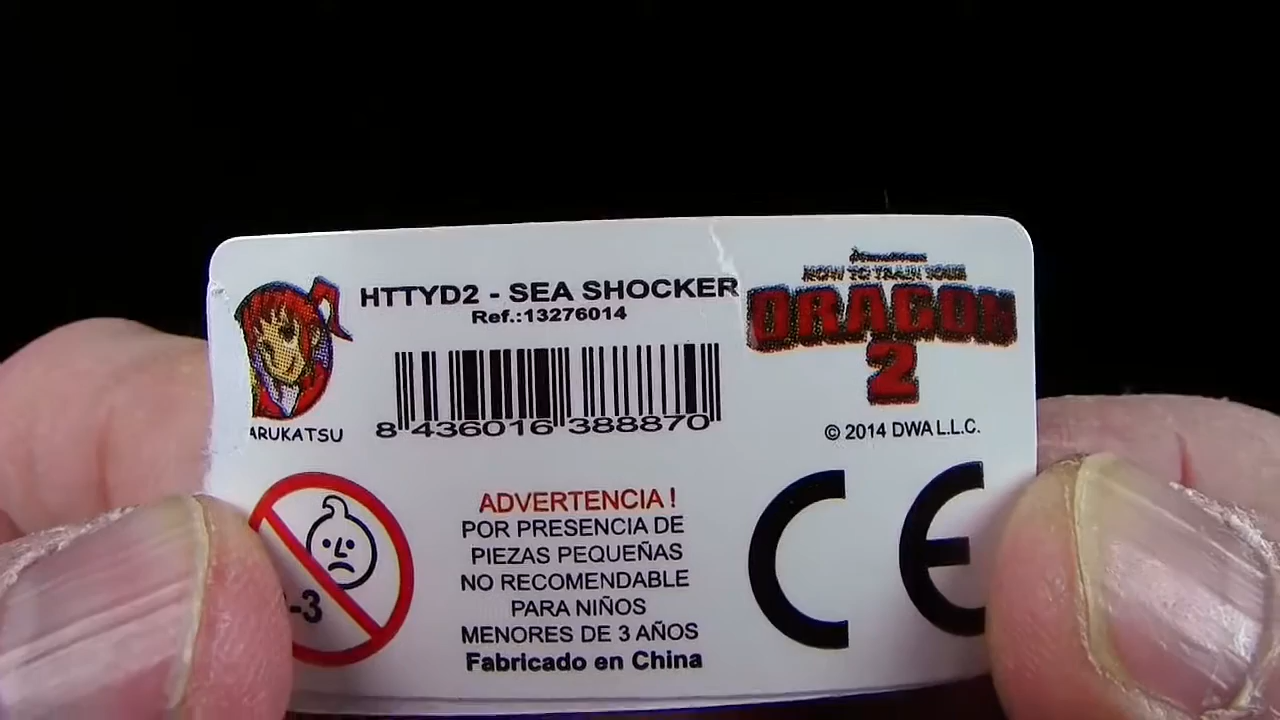 HTTYD2 - SEA SHOCKER
Ref.:13276014
8 436016 388870
ARUKATSU
DreamWorks
HOW TO TRAIN YOUR
DRAGON
2
© 2014 DWA L.L.C.
0-3
ADVERTENCIA !
POR PRESENCIA DE
PIEZAS PEQUEÑAS
NO RECOMENDABLE
PARA NIÑOS
MENORES DE 3 AÑOS
Fabricado en China
CE